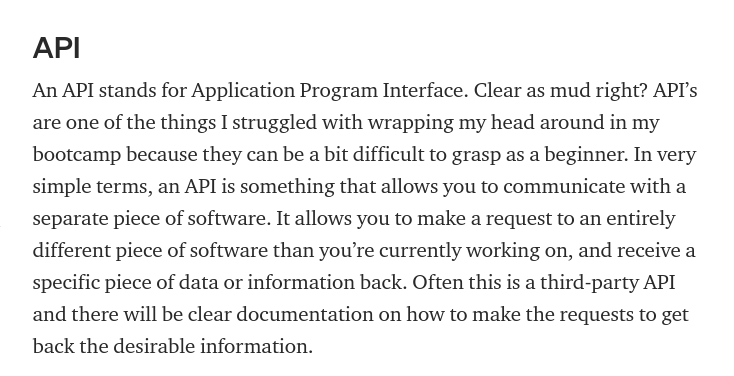 API
An API stands for Application Program Interface. Clear as mud right? API’s
are one of the things I struggled with wrapping my head around in my
bootcamp because they can be a bit difficult to grasp as a beginner. In very
simple terms, an API is something that allows you to communicate with a
separate piece of software. It allows you to make a request to an entirely
different piece of software than you’re currently working on, and receive a
specific piece of data or information back. Often this is a third-party API
and there will be clear documentation on how to make the requests to get
back the desirable information.